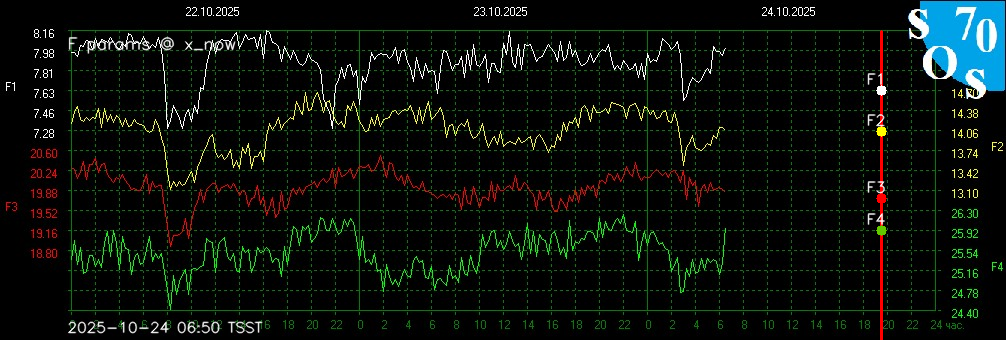 22.10.2025 23.10.2025 24.10.2025
S 70
O S
F params @ x_npw
8.16
7.98
7.81
F1 7.63
7.46
7.28
20.60
20.24
19.88
F3 19.52
19.16
18.80
F1
F2
F3
F4
14.70
14.38
14.06
F2
13.74
13.42
13.10
26.30
25.92
25.54
F4
25.16
24.78
24.40
2025-10-24 06:50 TSST
16 18 20 22 0 2 4 6 8 10 12 14 16 18 20 22 0 2 4 6 8 10 12 14 16 18 20 22 24 час.